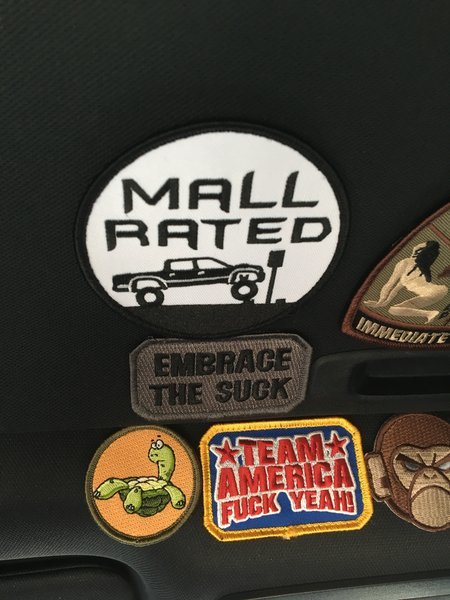 MALL
RATED
IMMEDIATE
EMBRACE
THE SUCK
TEAM
AMERICA
FUCK YEAH!